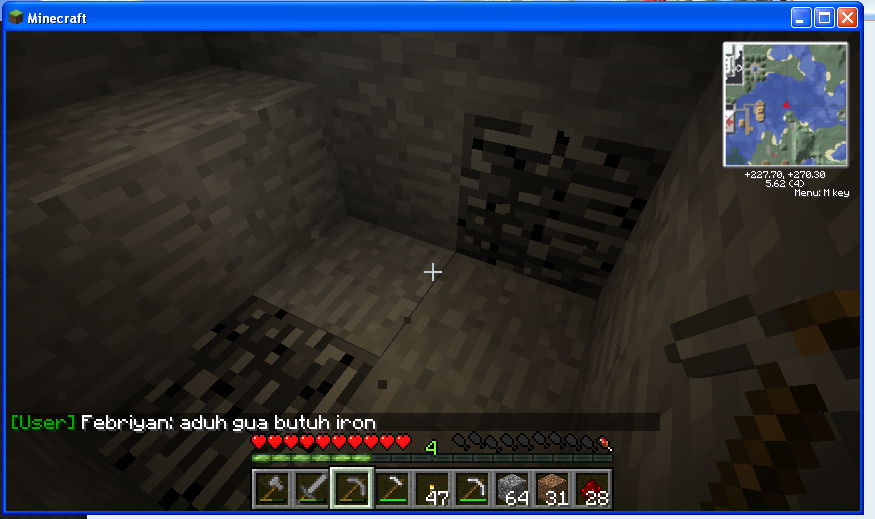 Minecraft
+227.70, +270.30
5.62 (4)
Menu: M key
[User] Febriyan: aduh gua butuh iron
4
47
64
31
28